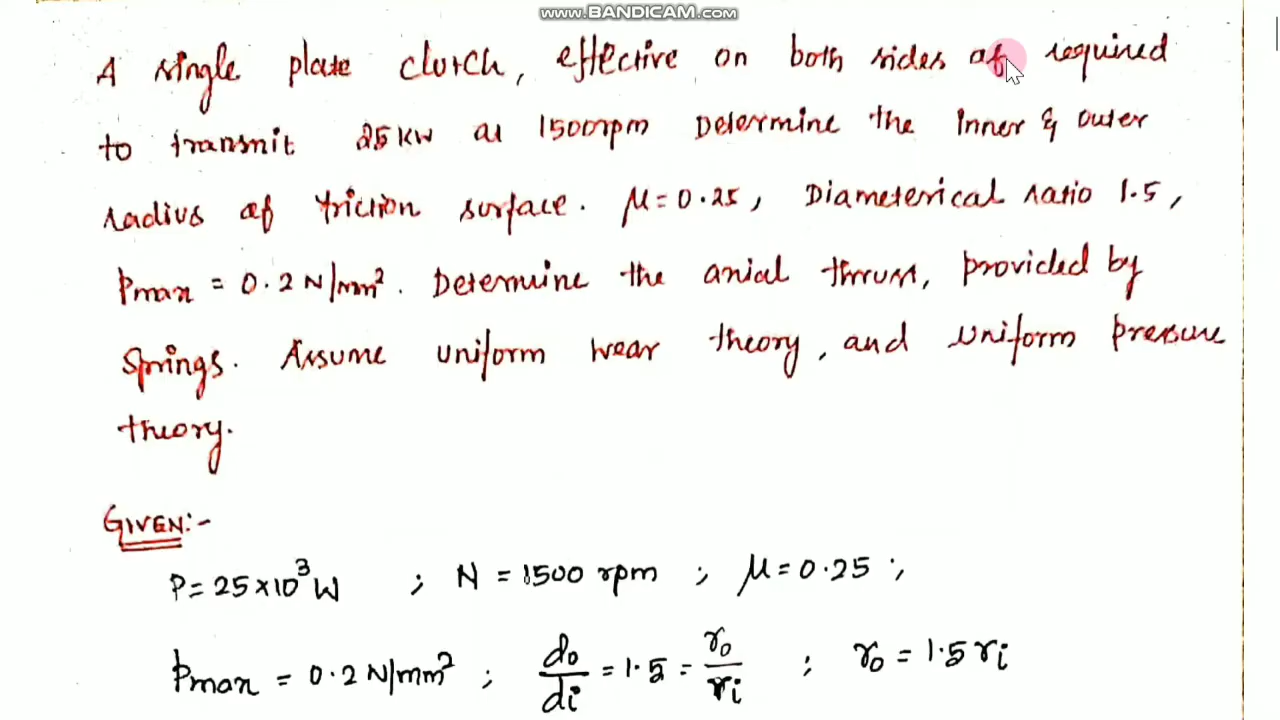 WWW.BANDICAM.COM
A single plate clutch, effective on both sides of required
to transmit 25 KW at 1500rpm Determine the Inner & outer
radius of friction surface. μ = 0.25, Diameterical ratio 1.5,
Pmax = 0.2 N/mm². Determine the axial thrust, provided by
Springs. Assume uniform wear theory, and uniform pressure
theory.
GIVEN:-
P = 25×10³ W ; N = 1500 rpm ; μ = 0.25 ;
Pmax = 0.2 N/mm² ; do/di = 1.5 = ro/ri ; ro = 1.5 ri